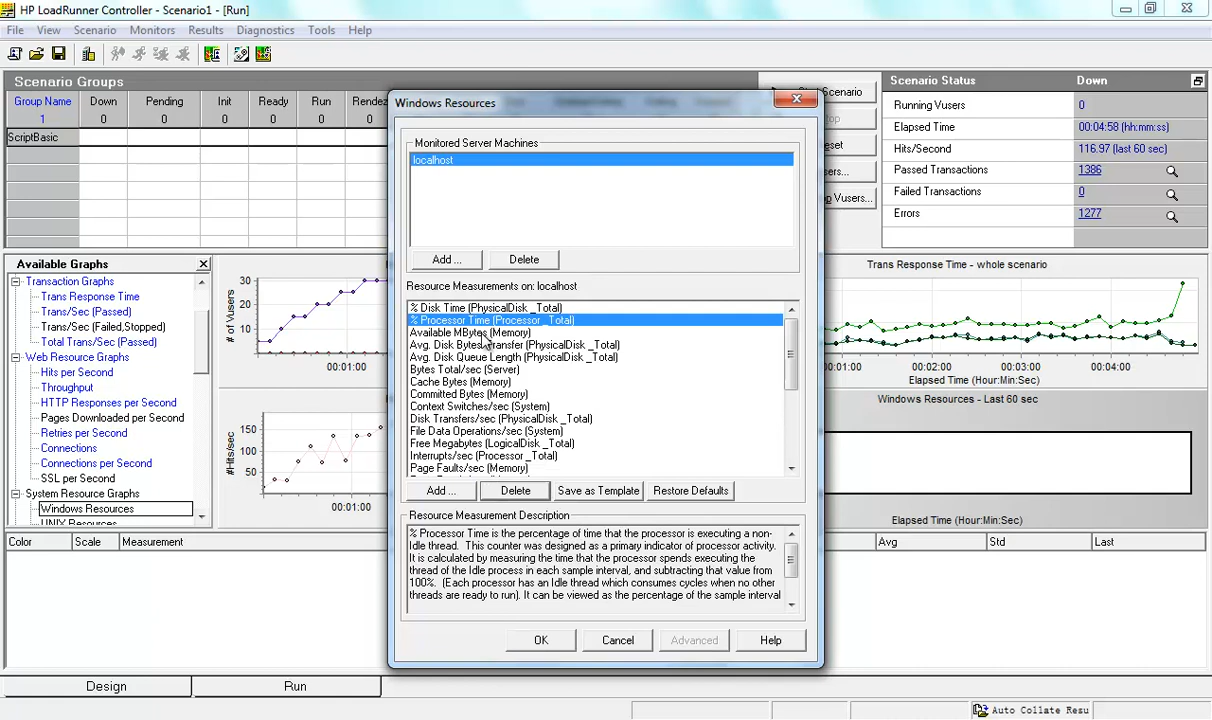 HP LoadRunner Controller - Scenario1 - [Run]
File View Scenario Monitors Results Diagnostics Tools Help
Scenario Groups
Group Name Down Pending Init Ready Run Rendez
1 0 0 0 0 0 0
ScriptBasic
Scenario
Reset
Scenario Status Down
Running Vusers 0
Elapsed Time 00:04:58 (hh:mm:ss)
Hits/Second 116.97 (last 60 sec)
Passed Transactions 1386
Failed Transactions 0
Errors 1277
Windows Resources
Monitored Server Machines
localhost
Add ... Delete
Resource Measurements on: localhost
% Disk Time (PhysicalDisk _Total)
% Processor Time (Processor _Total)
Available MBytes (Memory)
Avg. Disk Bytes/Transfer (PhysicalDisk _Total)
Avg. Disk Queue Length (PhysicalDisk _Total)
Bytes Total/sec (Server)
Cache Bytes (Memory)
Committed Bytes (Memory)
Context Switches/sec (System)
Disk Transfers/sec (PhysicalDisk _Total)
File Data Operations/sec (System)
Free Megabytes (LogicalDisk _Total)
Interrupts/sec (Processor _Total)
Page Faults/sec (Memory)
Add ... Delete Save as Template Restore Defaults
Resource Measurement Description
% Processor Time is the percentage of time that the processor is executing a non-
Idle thread. This counter was designed as a primary indicator of processor activity.
It is calculated by measuring the time that the processor spends executing the
thread of the Idle process in each sample interval, and subtracting that value from
100%. (Each processor has an Idle thread which consumes cycles when no other
threads are ready to run). It can be viewed as the percentage of the sample interval
OK Cancel Advanced Help
Available Graphs
Transaction Graphs
Trans Response Time
Trans/Sec (Passed)
Trans/Sec (Failed,Stopped)
Total Trans/Sec (Passed)
Web Resource Graphs
Hits per Second
Throughput
HTTP Responses per Second
Pages Downloaded per Second
Retries per Second
Connections
Connections per Second
SSL per Second
System Resource Graphs
Windows Resources
UNIX Resources
# of Vusers
30
20
10
00:01:00
#Hits/sec
150
100
50
0
00:01:00
Trans Response Time - whole scenario
00:02:00 00:03:00 00:04:00
Elapsed Time (Hour:Min:Sec)
Windows Resources - Last 60 sec
Elapsed Time (Hour:Min:Sec)
Color Scale Measurement Avg Std Last
Design Run
Auto Collate Resu